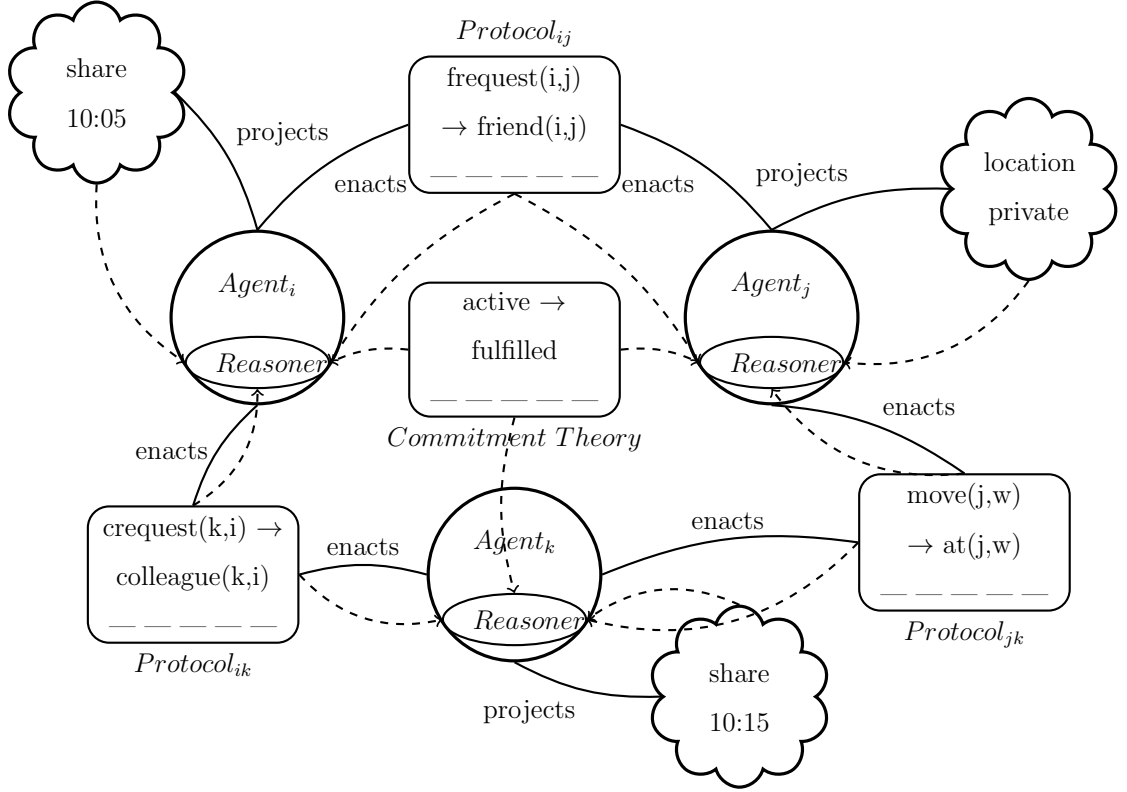 share
10:05
projects
Protocol_ij
frequest(i,j)
→ friend(i,j)
— — — — —
enacts
enacts
projects
location
private
Agent_i
Reasoner
active →
fulfilled
— — — — —
Commitment Theory
Agent_j
Reasoner
enacts
enacts
crequest(k,i) →
colleague(k,i)
— — — — —
Protocol_ik
enacts
Agent_k
Reasoner
enacts
move(j,w)
→ at(j,w)
— — — — —
Protocol_jk
projects
share
10:15